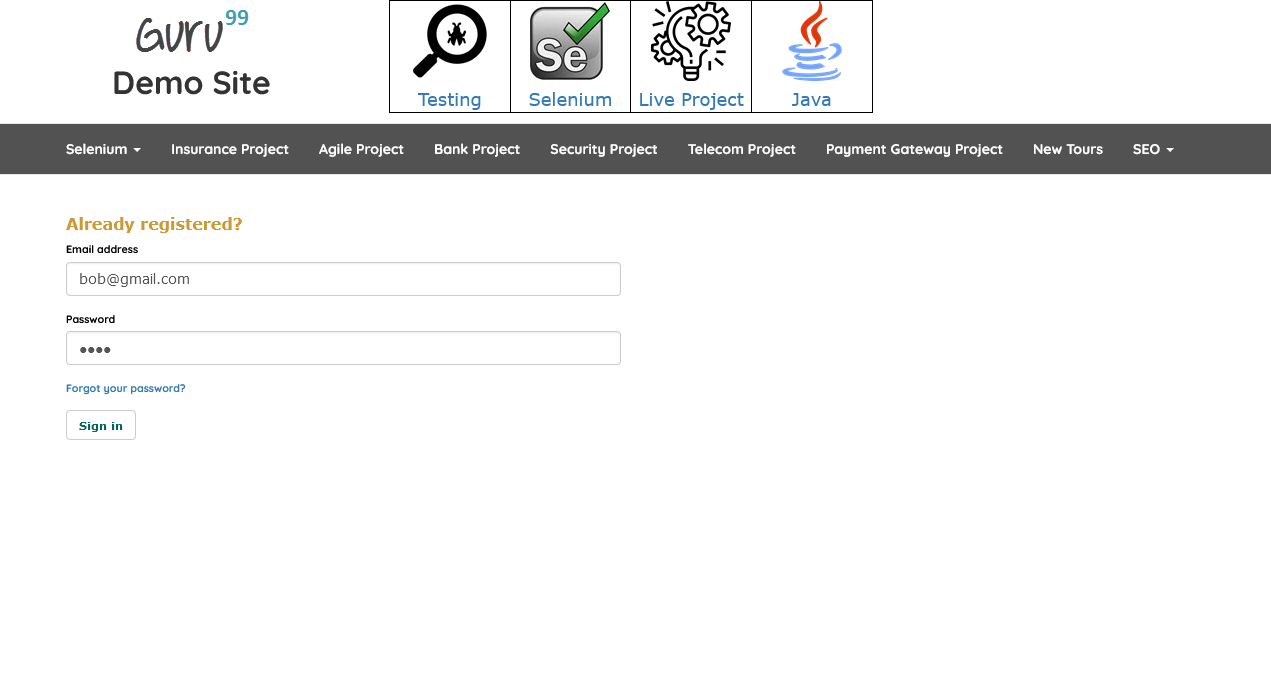 Guru99
Demo Site
Testing
Selenium
Live Project
Java
Se
Selenium
Insurance Project
Agile Project
Bank Project
Security Project
Telecom Project
Payment Gateway Project
New Tours
SEO
Already registered?
Email address
bob@gmail.com
Password
••••
Forgot your password?
Sign in